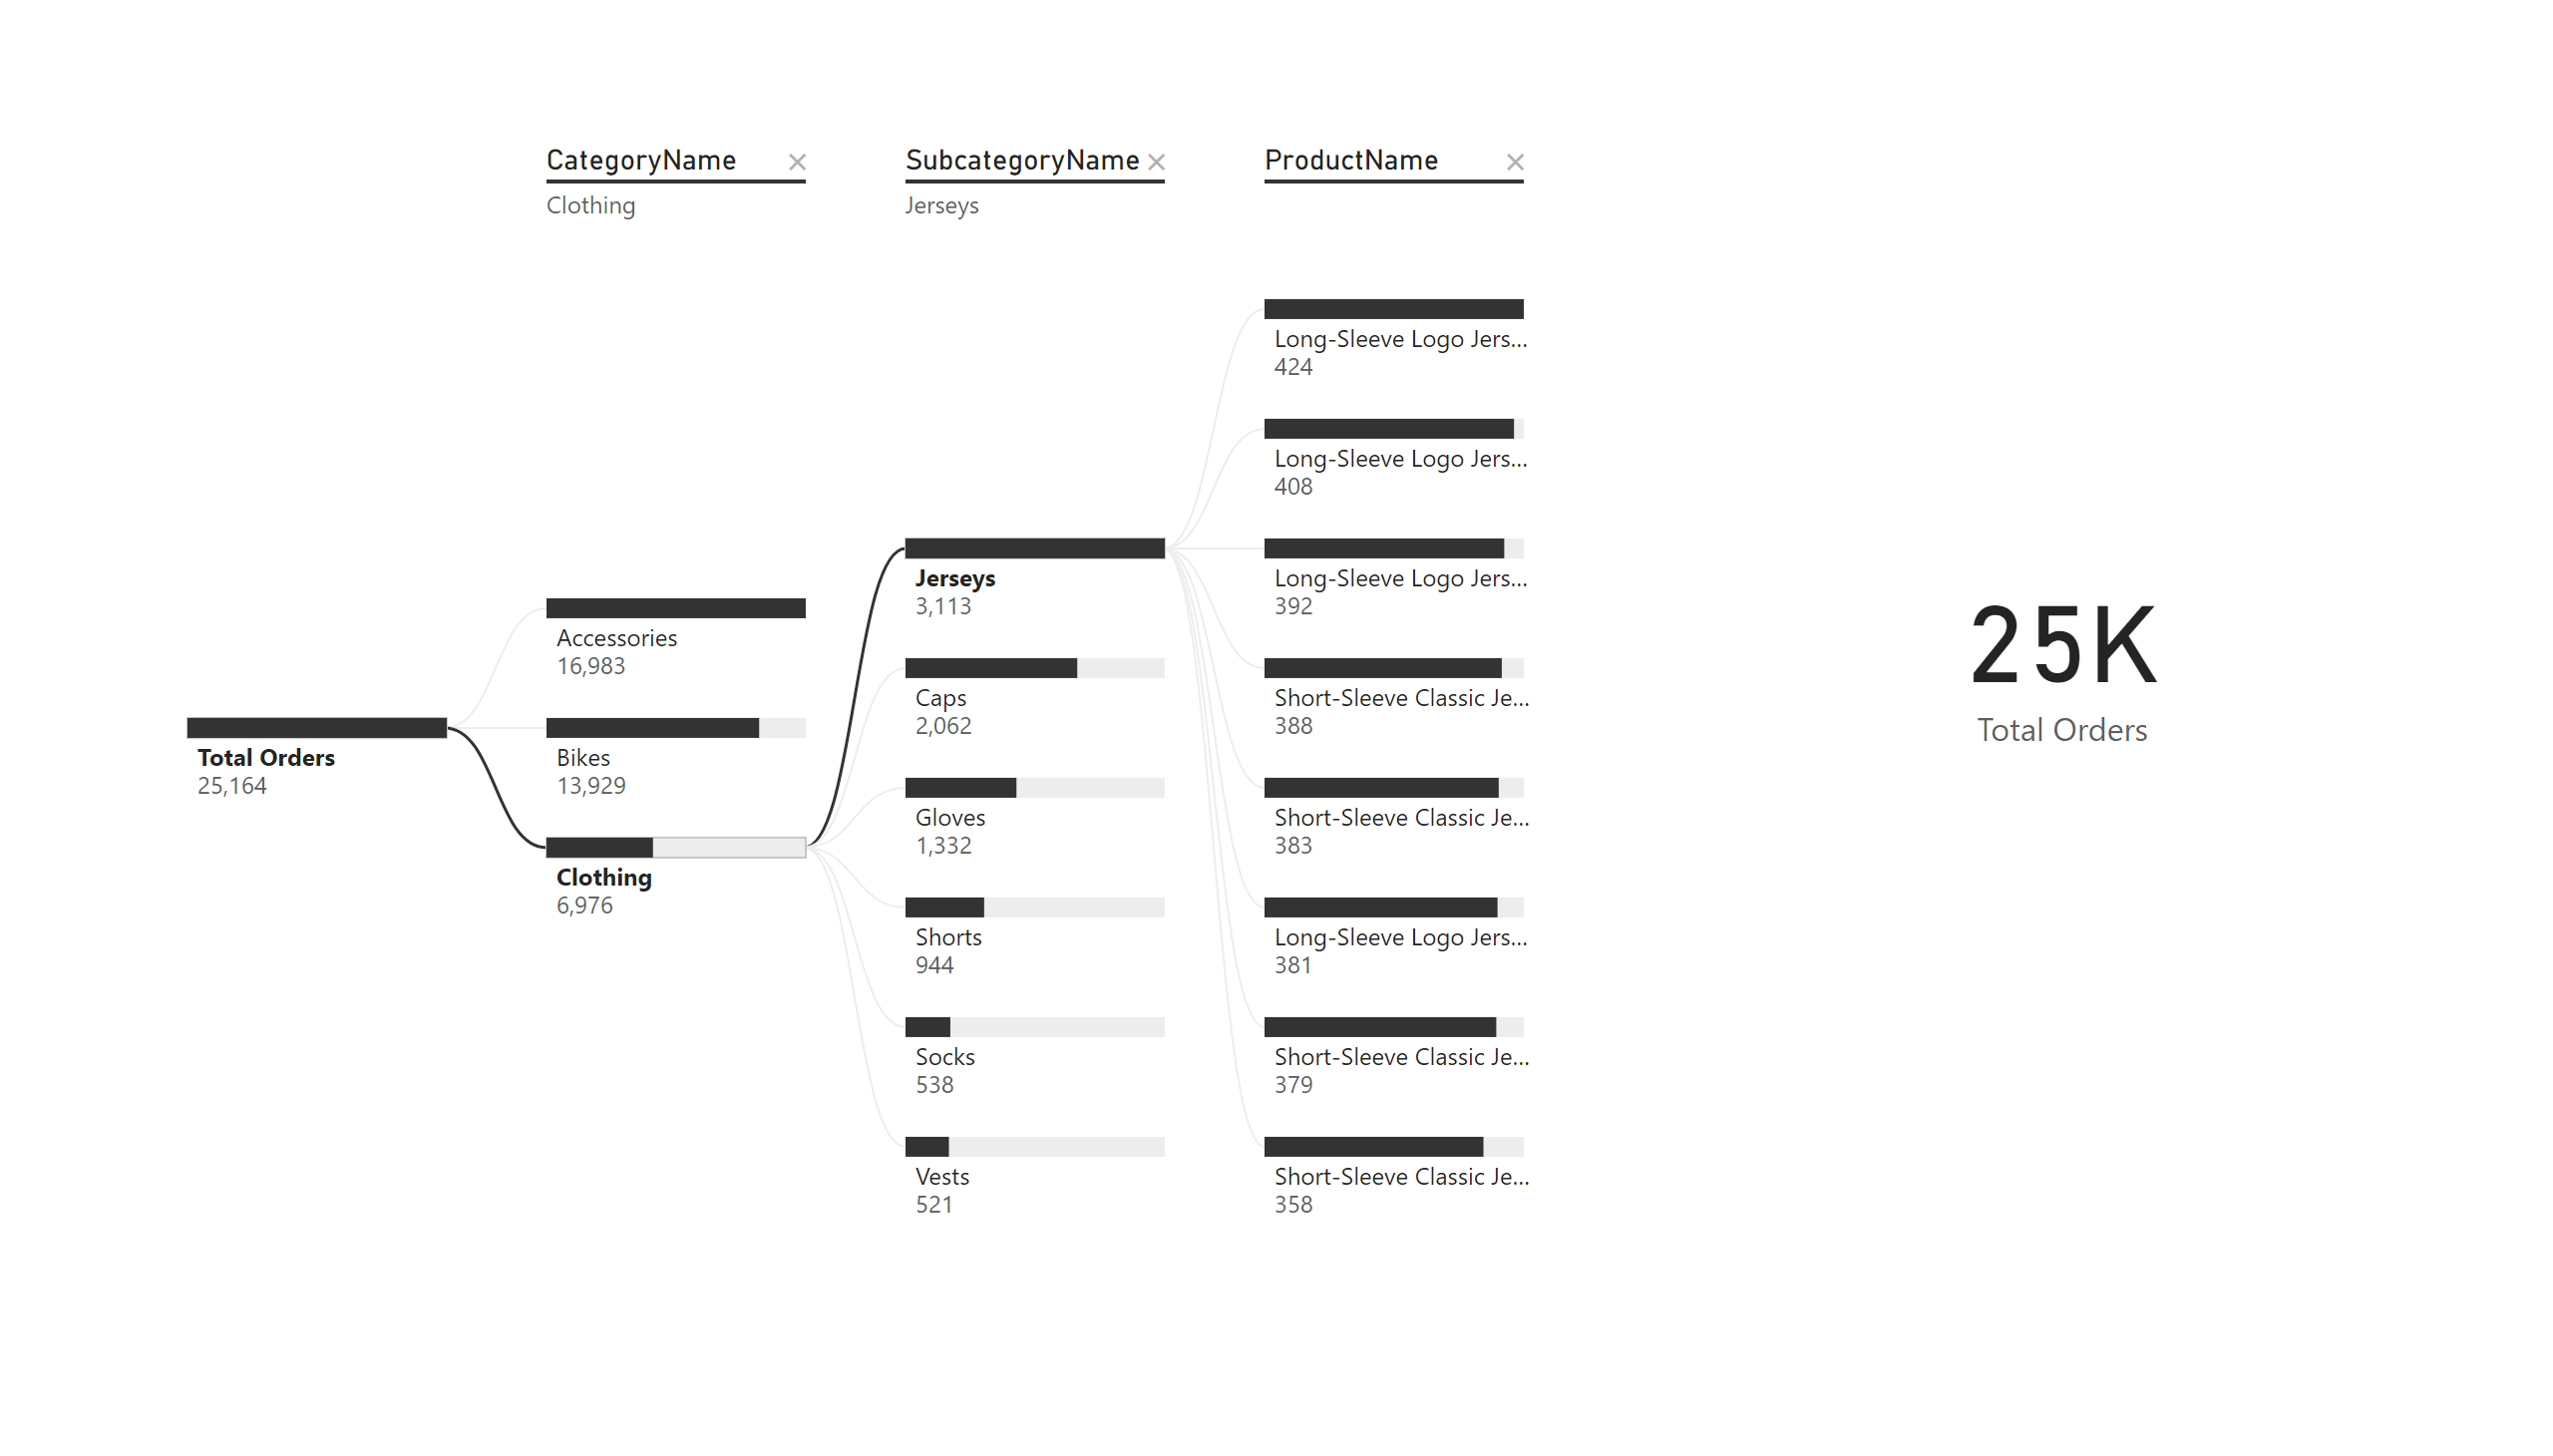 CategoryName
Clothing
SubcategoryName
Jerseys
ProductName
Total Orders
25,164
Accessories
16,983
Bikes
13,929
Clothing
6,976
Jerseys
3,113
Caps
2,062
Gloves
1,332
Shorts
944
Socks
538
Vests
521
Long-Sleeve Logo Jers...
424
Long-Sleeve Logo Jers...
408
Long-Sleeve Logo Jers...
392
Short-Sleeve Classic Je...
388
Short-Sleeve Classic Je...
383
Long-Sleeve Logo Jers...
381
Short-Sleeve Classic Je...
379
Short-Sleeve Classic Je...
358
25K
Total Orders